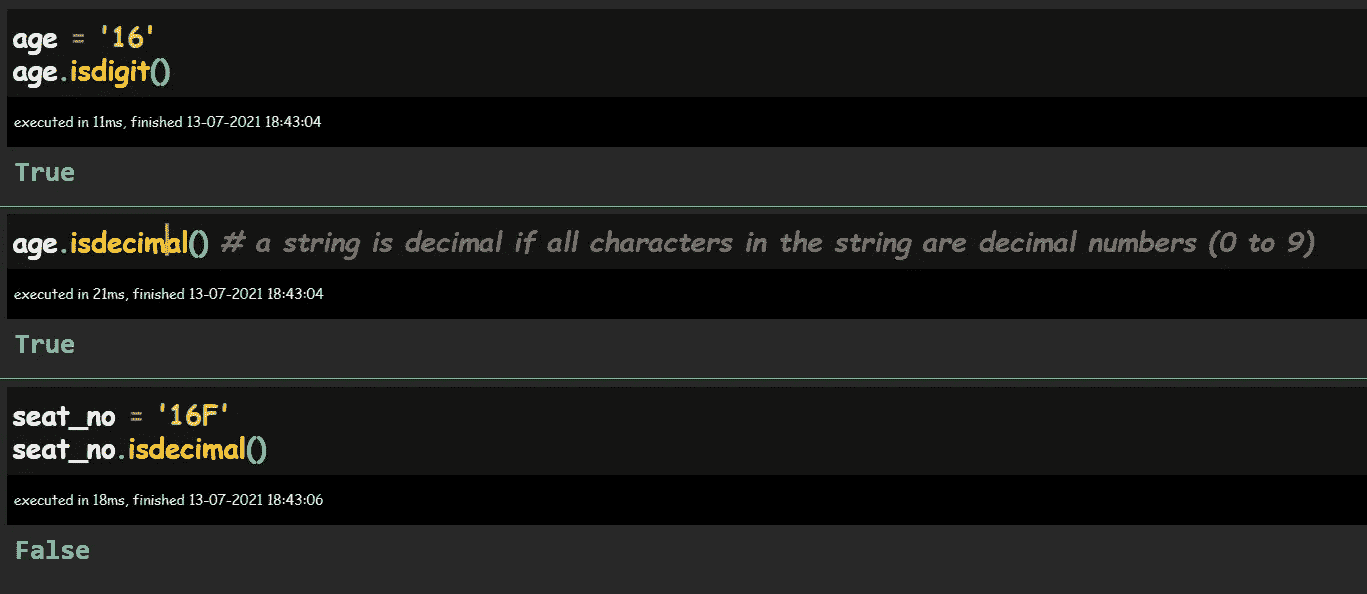 age = '16'
age.isdigit()
executed in 11ms, finished 13-07-2021 18:43:04
True
age.isdecimal() # a string is decimal if all characters in the string are decimal numbers (0 to 9)
executed in 21ms, finished 13-07-2021 18:43:04
True
seat_no = '16F'
seat_no.isdecimal()
executed in 18ms, finished 13-07-2021 18:43:06
False